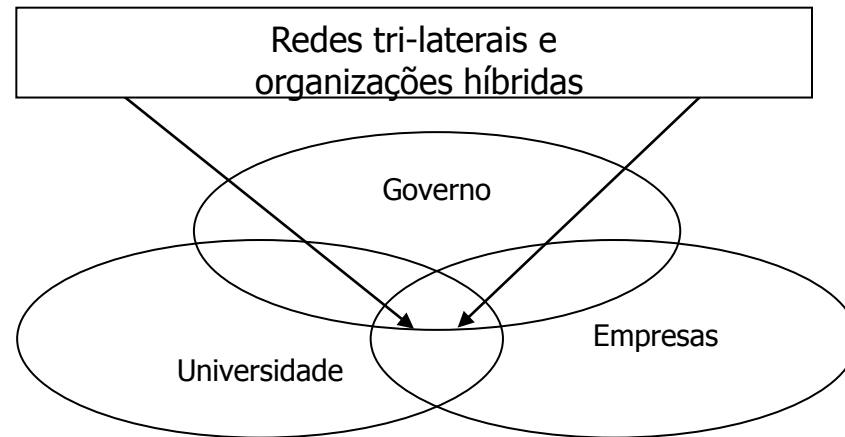 Redes tri-laterais e
organizações híbridas
Governo
Empresas
Universidade